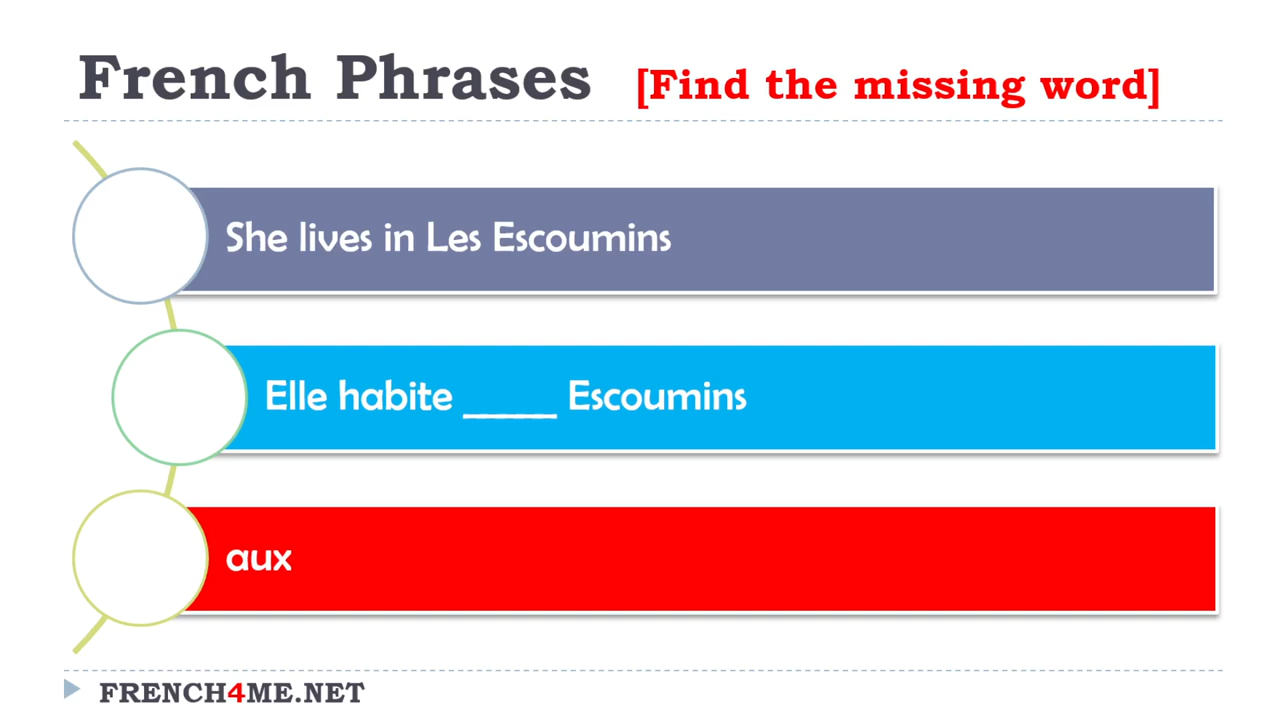 French Phrases [Find the missing word]
She lives in Les Escoumins
Elle habite _____ Escoumins
aux
FRENCH4ME.NET